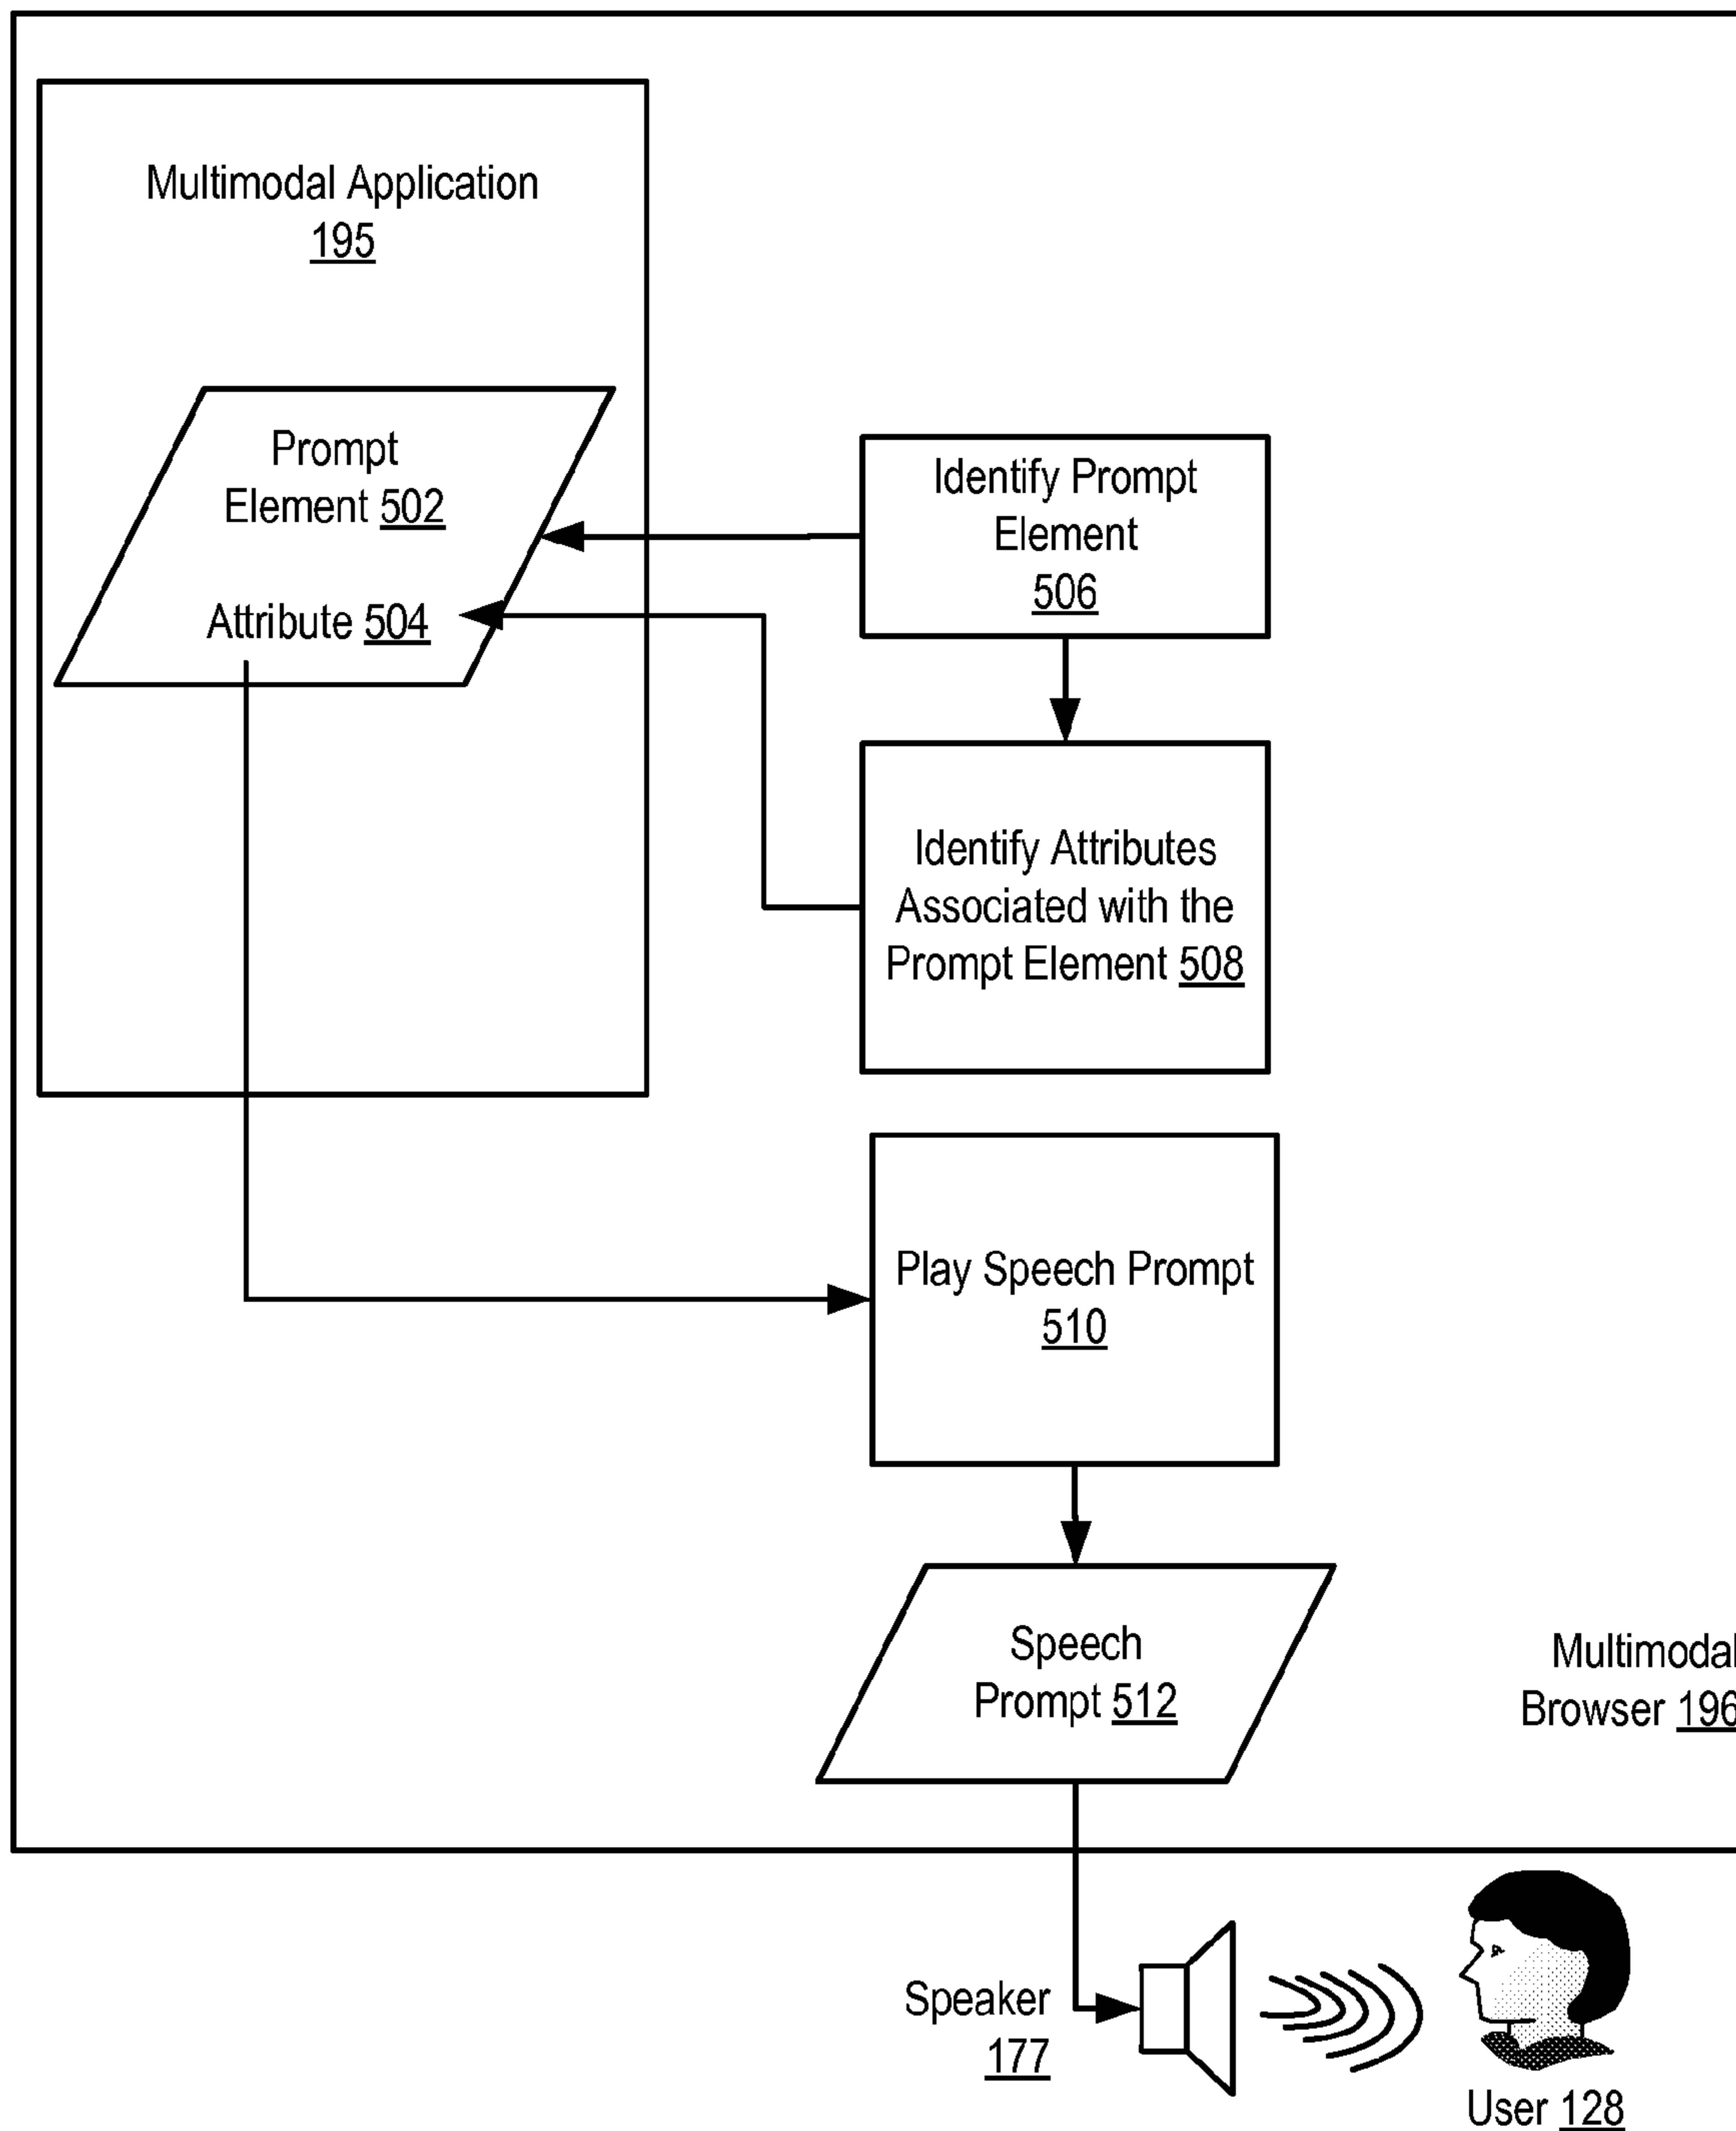 Multimodal Application
195
Prompt
Element 502
Attribute 504
Identify Prompt
Element
506
Identify Attributes
Associated with the
Prompt Element 508
Play Speech Prompt
510
Speech
Prompt 512
Multimodal
Browser 196
Speaker
177
User 128